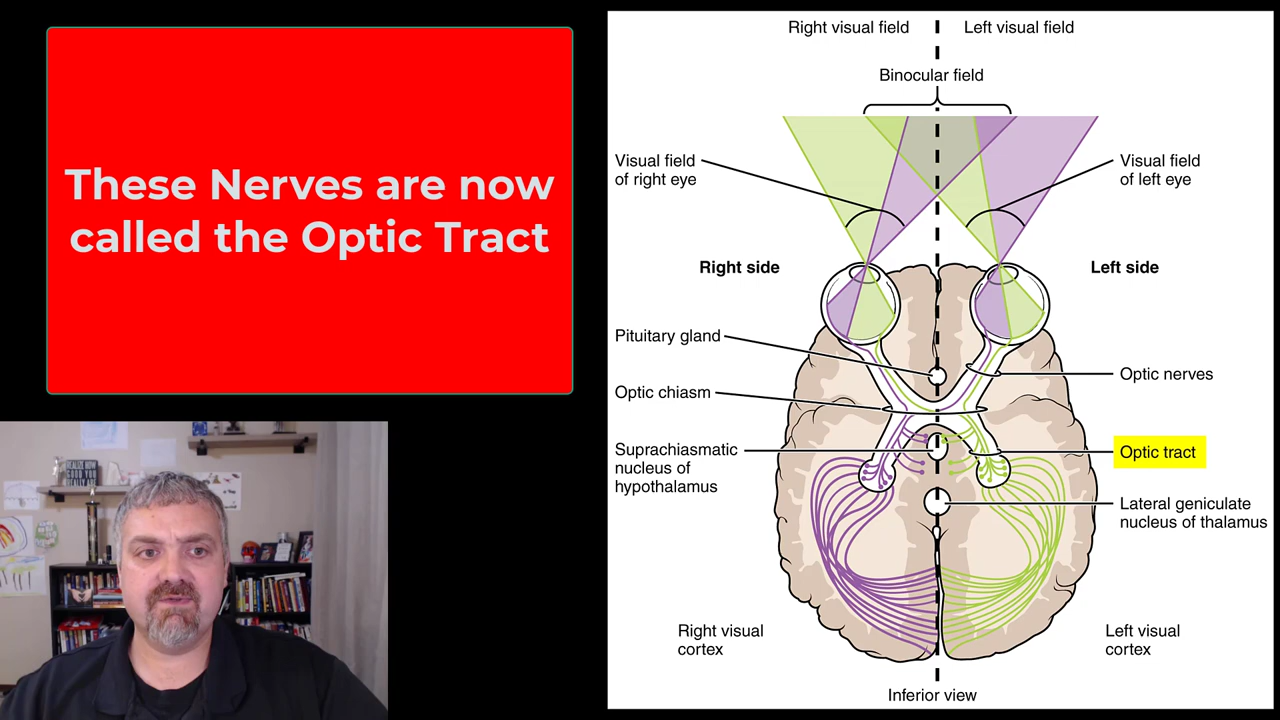 These Nerves are now
called the Optic Tract
Right visual field
Left visual field
Binocular field
Visual field
of right eye
Visual field
of left eye
Right side
Left side
Pituitary gland
Optic nerves
Optic chiasm
Suprachiasmatic
nucleus of
hypothalamus
Optic tract
Lateral geniculate
nucleus of thalamus
Right visual
cortex
Left visual
cortex
Inferior view